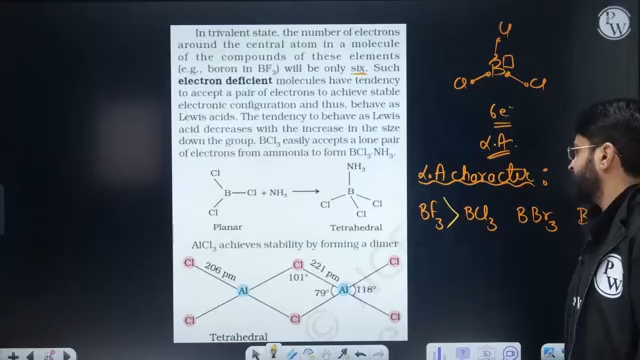 In trivalent state, the number of electrons
around the central atom in a molecule
of the compounds of these elements
(e.g., boron in BF₃) will be only six. Such
electron deficient molecules have tendency
to accept a pair of electrons to achieve stable
electronic configuration and thus, behave as
Lewis acids. The tendency to behave as Lewis
acid decreases with the increase in the size
down the group. BCl₃ easily accepts a lone pair
of electrons from ammonia to form BCl₃·NH₃.
Cl
B—Cl + NH₃
Cl
Planar
NH₃
B
Cl Cl
Cl
Tetrahedral
AlCl₃ achieves stability by forming a dimer
Cl Cl Cl
206 pm 221 pm
101°
Al 79° Al 118°
Cl Cl Cl
Tetrahedral
Cl
B
Cl Cl
6e⁻
L.A
L.A character :
BF₃ > BCl₃ BBr₃ B
PW
PW